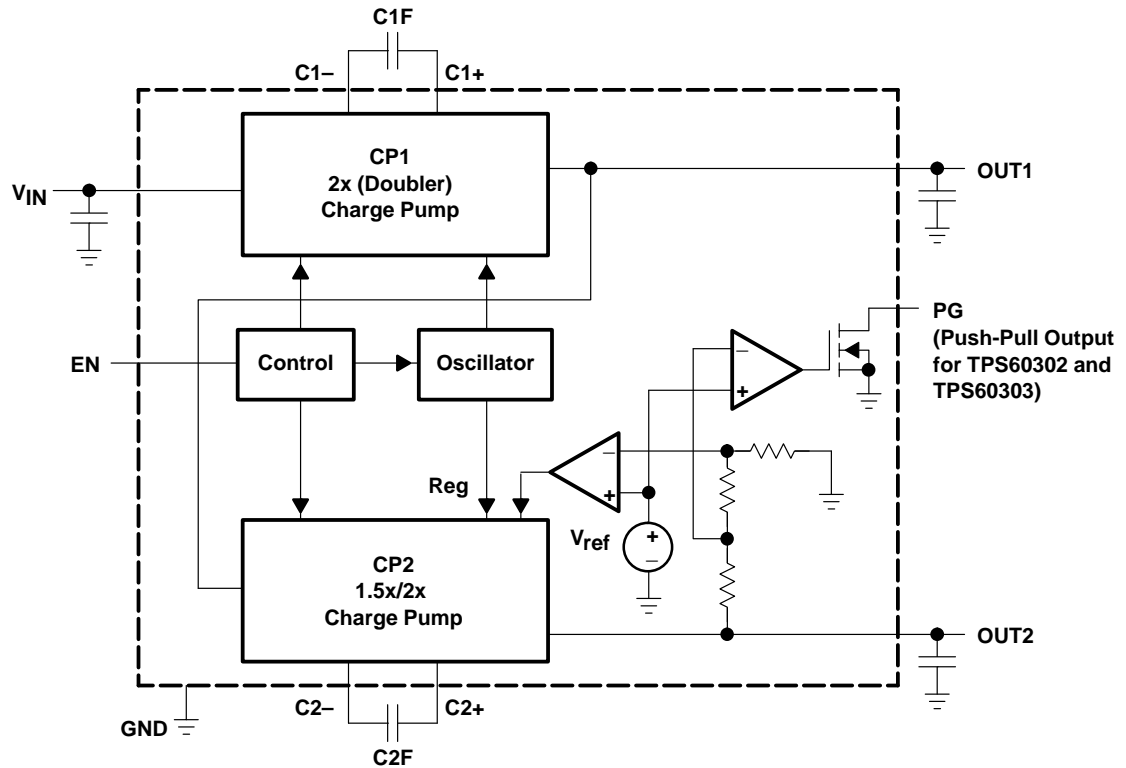 C1F
C1– C1+
CP1
2x (Doubler)
Charge Pump
OUT1
VIN
PG
(Push-Pull Output
for TPS60302 and
TPS60303)
EN
Control
Oscillator
–
+
–
+
Reg
Vref
+
–
CP2
1.5x/2x
Charge Pump
OUT2
C2– C2+
GND
C2F